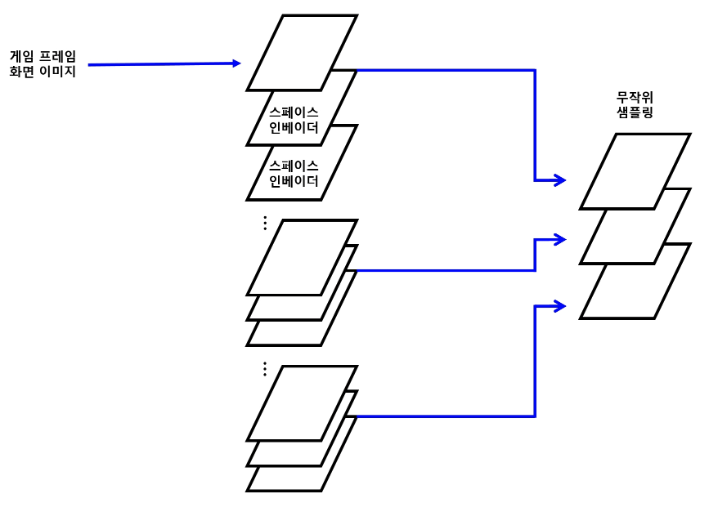 게임 프레임
화면 이미지
스페이스
인베이더
스페이스
인베이더
무작위
샘플링